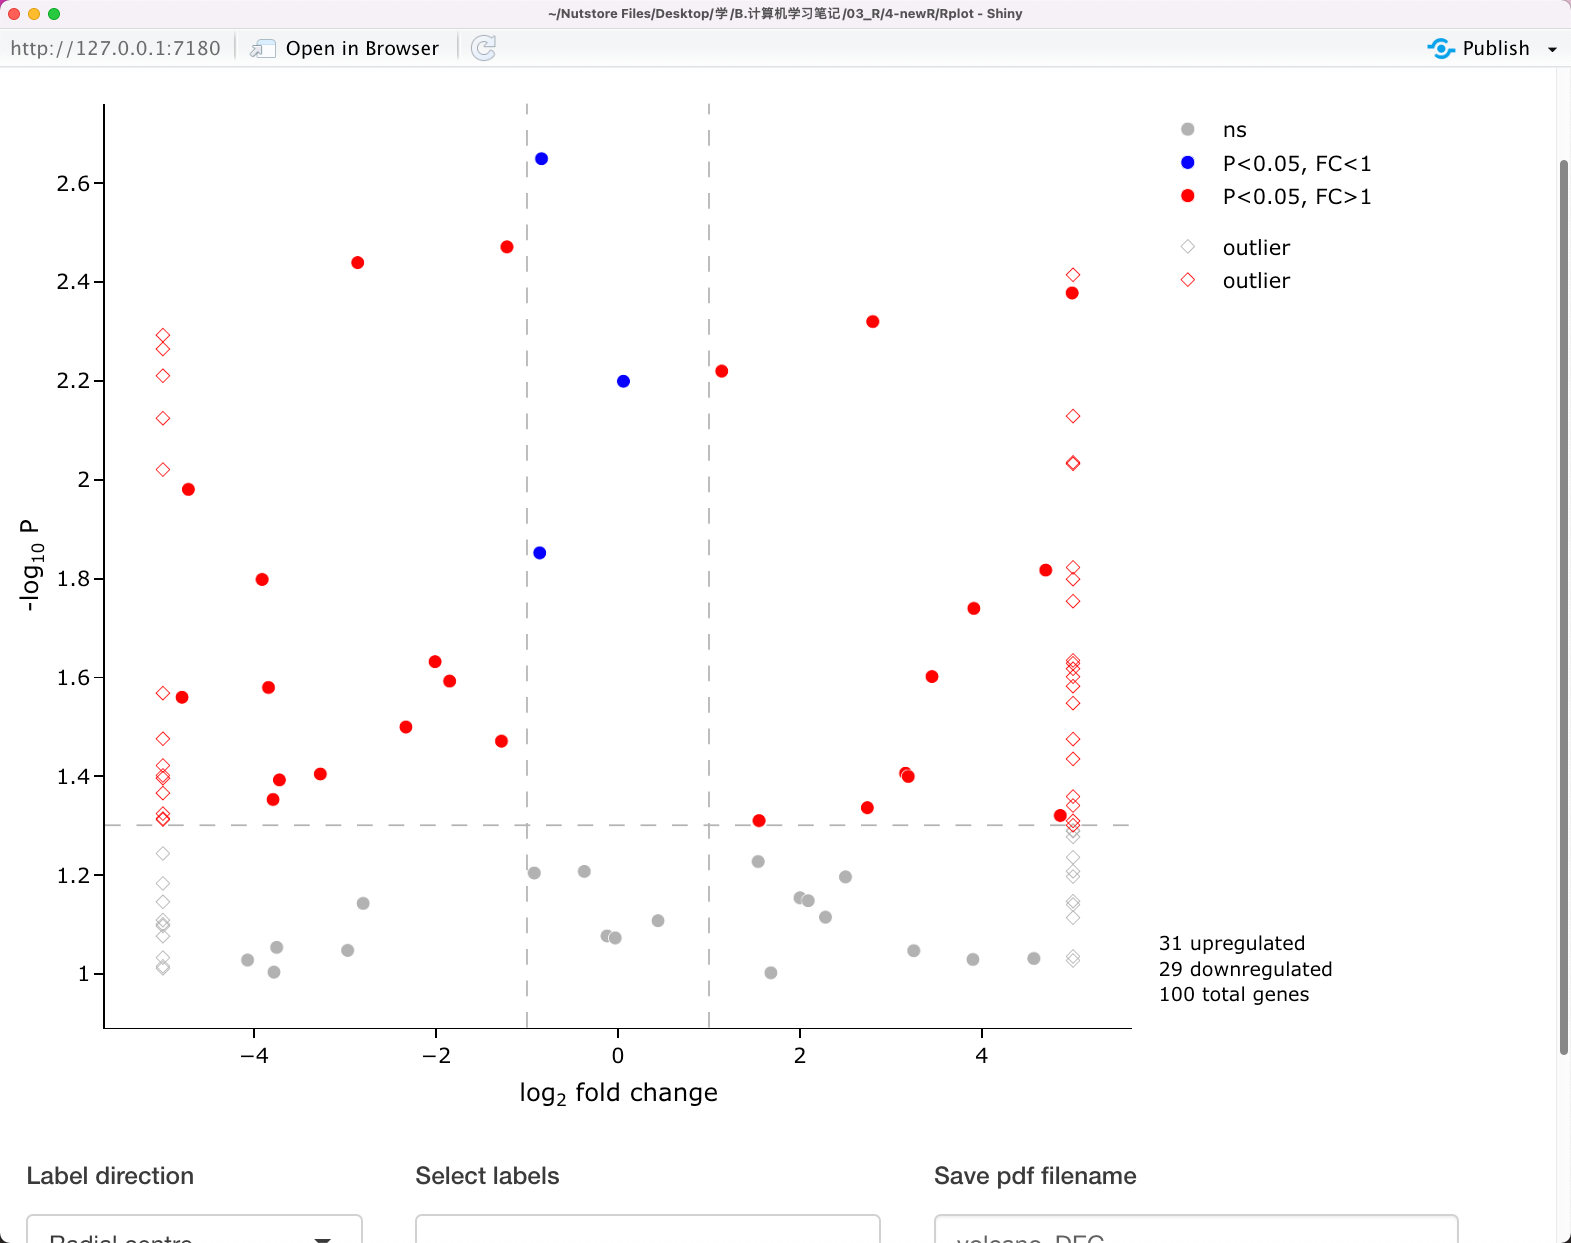 ~/Nutstore Files/Desktop/学/B.计算机学习笔记/03_R/4-newR/Rplot - Shiny
http://127.0.0.1:7180 Open in Browser Publish
ns
P<0.05, FC<1
P<0.05, FC>1
outlier
outlier
2.6
2.4
2.2
2
1.8
1.6
1.4
1.2
1
-log10 P
31 upregulated
29 downregulated
100 total genes
−4 −2 0 2 4
log2 fold change
Label direction Select labels Save pdf filename
Radial centre volcano_DEG